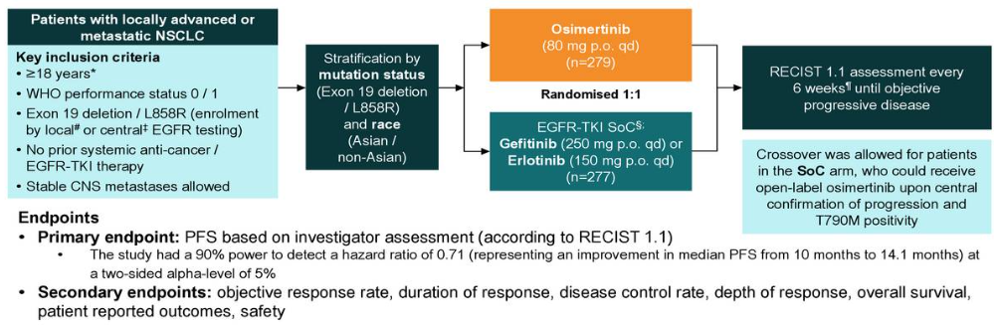 Patients with locally advanced or
metastatic NSCLC
Key inclusion criteria
• ≥18 years*
• WHO performance status 0 / 1
• Exon 19 deletion / L858R (enrolment
by local# or central‡ EGFR testing)
• No prior systemic anti-cancer /
EGFR-TKI therapy
• Stable CNS metastases allowed
Stratification by
mutation status
(Exon 19 deletion
/ L858R)
and race
(Asian /
non-Asian)
Osimertinib
(80 mg p.o. qd)
(n=279)
Randomised 1:1
EGFR-TKI SoC§;
Gefitinib (250 mg p.o. qd) or
Erlotinib (150 mg p.o. qd)
(n=277)
RECIST 1.1 assessment every
6 weeks¶ until objective
progressive disease
Crossover was allowed for patients
in the SoC arm, who could receive
open-label osimertinib upon central
confirmation of progression and
T790M positivity
Endpoints
• Primary endpoint: PFS based on investigator assessment (according to RECIST 1.1)
• The study had a 90% power to detect a hazard ratio of 0.71 (representing an improvement in median PFS from 10 months to 14.1 months) at
a two-sided alpha-level of 5%
• Secondary endpoints: objective response rate, duration of response, disease control rate, depth of response, overall survival,
patient reported outcomes, safety